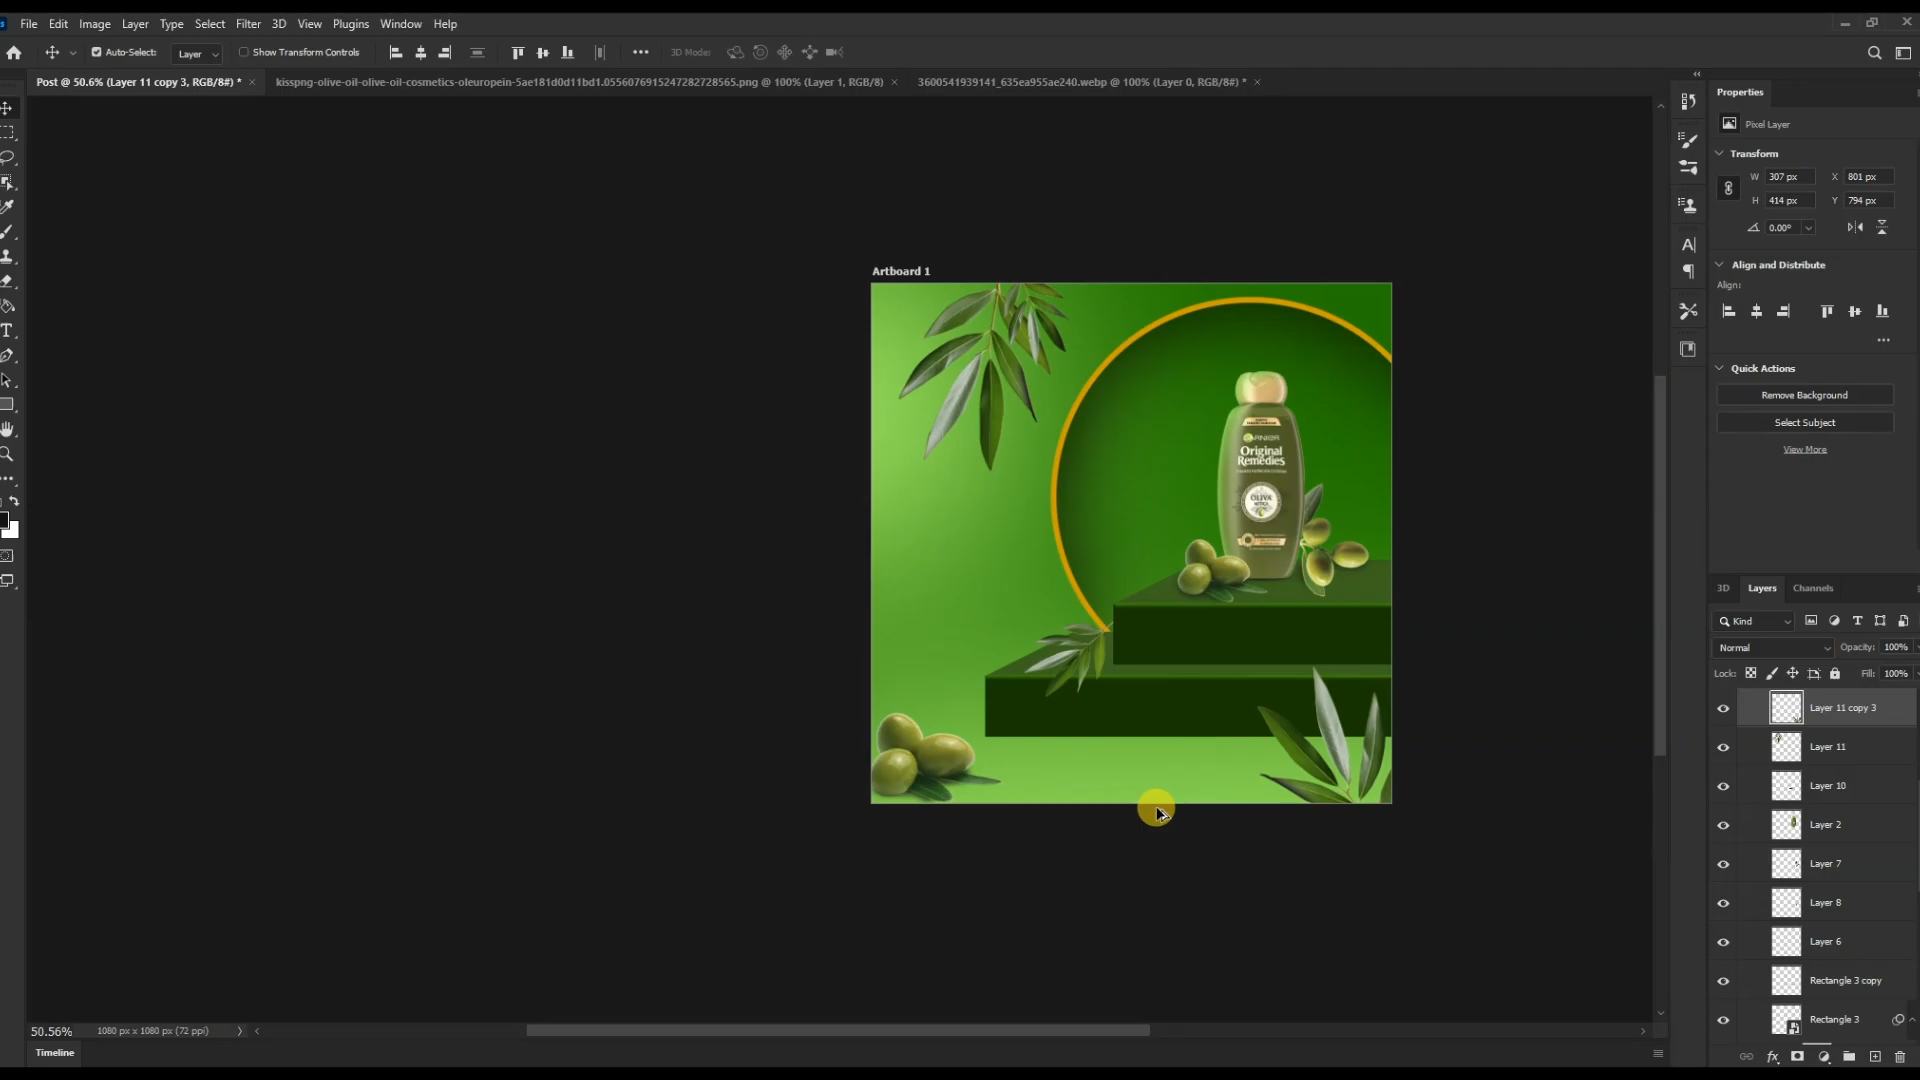 File Edit Image Layer Type Select Filter 3D View Plugins Window Help
Auto-Select: Layer Show Transform Controls 3D Mode:
Post @ 50.6% (Layer 11 copy 3, RGB/8#) * × kisspng-olive-oil-olive-oil-cosmetics-oleuropein-5ae181d0d11bd1.0556076915247282728565.png @ 100% (Layer 1, RGB/8) × 3600541939141_635ea955ae240.webp @ 100% (Layer 0, RGB/8#) * ×
Properties
Pixel Layer
Transform
W 307 px X 801 px
H 414 px Y 794 px
0.00°
Align and Distribute
Align:
Quick Actions
Remove Background
Select Subject
View More
Artboard 1
GARNIER
Original
Remedies
OLIVA
MÍTICA
3D Layers Channels
Kind
Normal Opacity: 100%
Lock: Fill: 100%
Layer 11 copy 3
Layer 11
Layer 10
Layer 2
Layer 7
Layer 8
Layer 6
Rectangle 3 copy
Rectangle 3
50.56% 1080 px x 1080 px (72 ppi)
Timeline